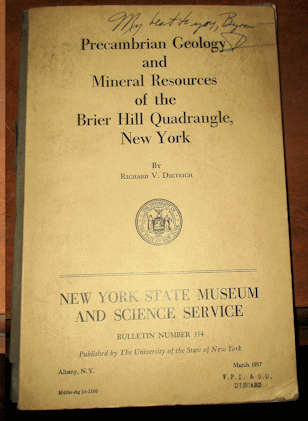 My best to you, Byron
D
Precambrian Geology
and
Mineral Resources
of the
Brier Hill Quadrangle,
New York
By
Richard V. Dietrich
NEW YORK STATE MUSEUM
AND SCIENCE SERVICE
BULLETIN NUMBER 354
Published by The University of the State of New York
Albany, N.Y.
March 1957
V.P.I. & S.U.
DISCARD